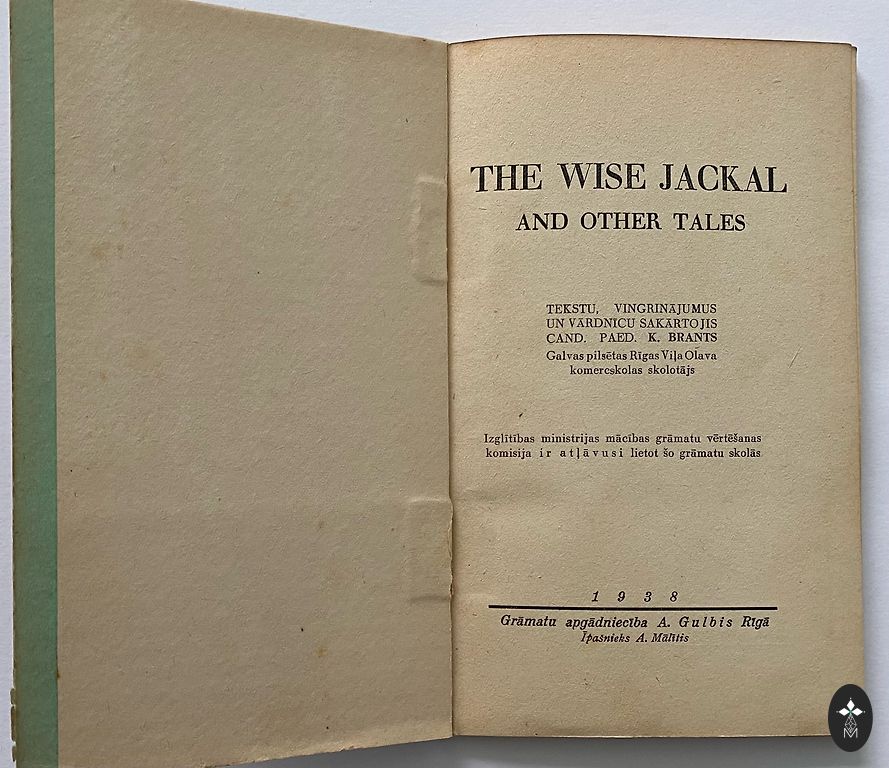 THE WISE JACKAL
AND OTHER TALES
TEKSTU, VINGRINĀJUMUS
UN VĀRDNICU SAKĀRTOJIS
CAND. PAED. K. BRANTS
Galvas pilsētas Rīgas Viļa Olava
komercskolas skolotājs
Izglītības ministrijas mācības grāmatu vērtēšanas
komisija ir atļāvusi lietot šo grāmatu skolās
1938
Grāmatu apgādniecība A. Gulbis Rīgā
Īpašnieks A. Mālītis
M